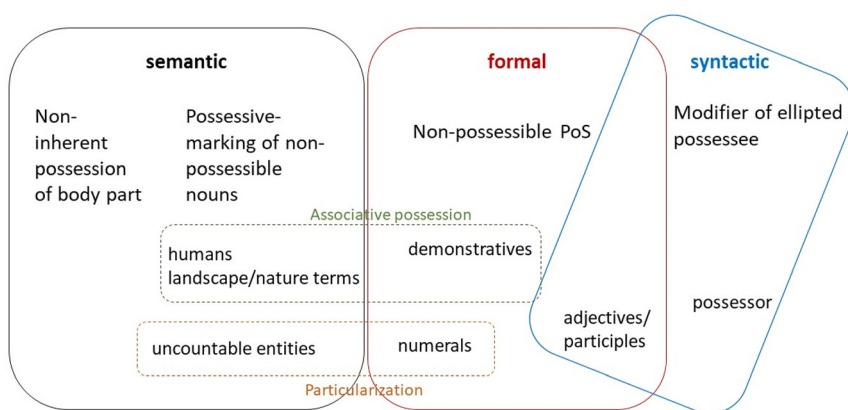 semantic
formal
syntactic
Non-
inherent
possession
of body part
Possessive-
marking of non-
possessible
nouns
Non-possessible PoS
Modifier of ellipted
possessee
Associative possession
humans
landscape/nature terms
demonstratives
possessor
adjectives/
participles
uncountable entities
numerals
Particularization